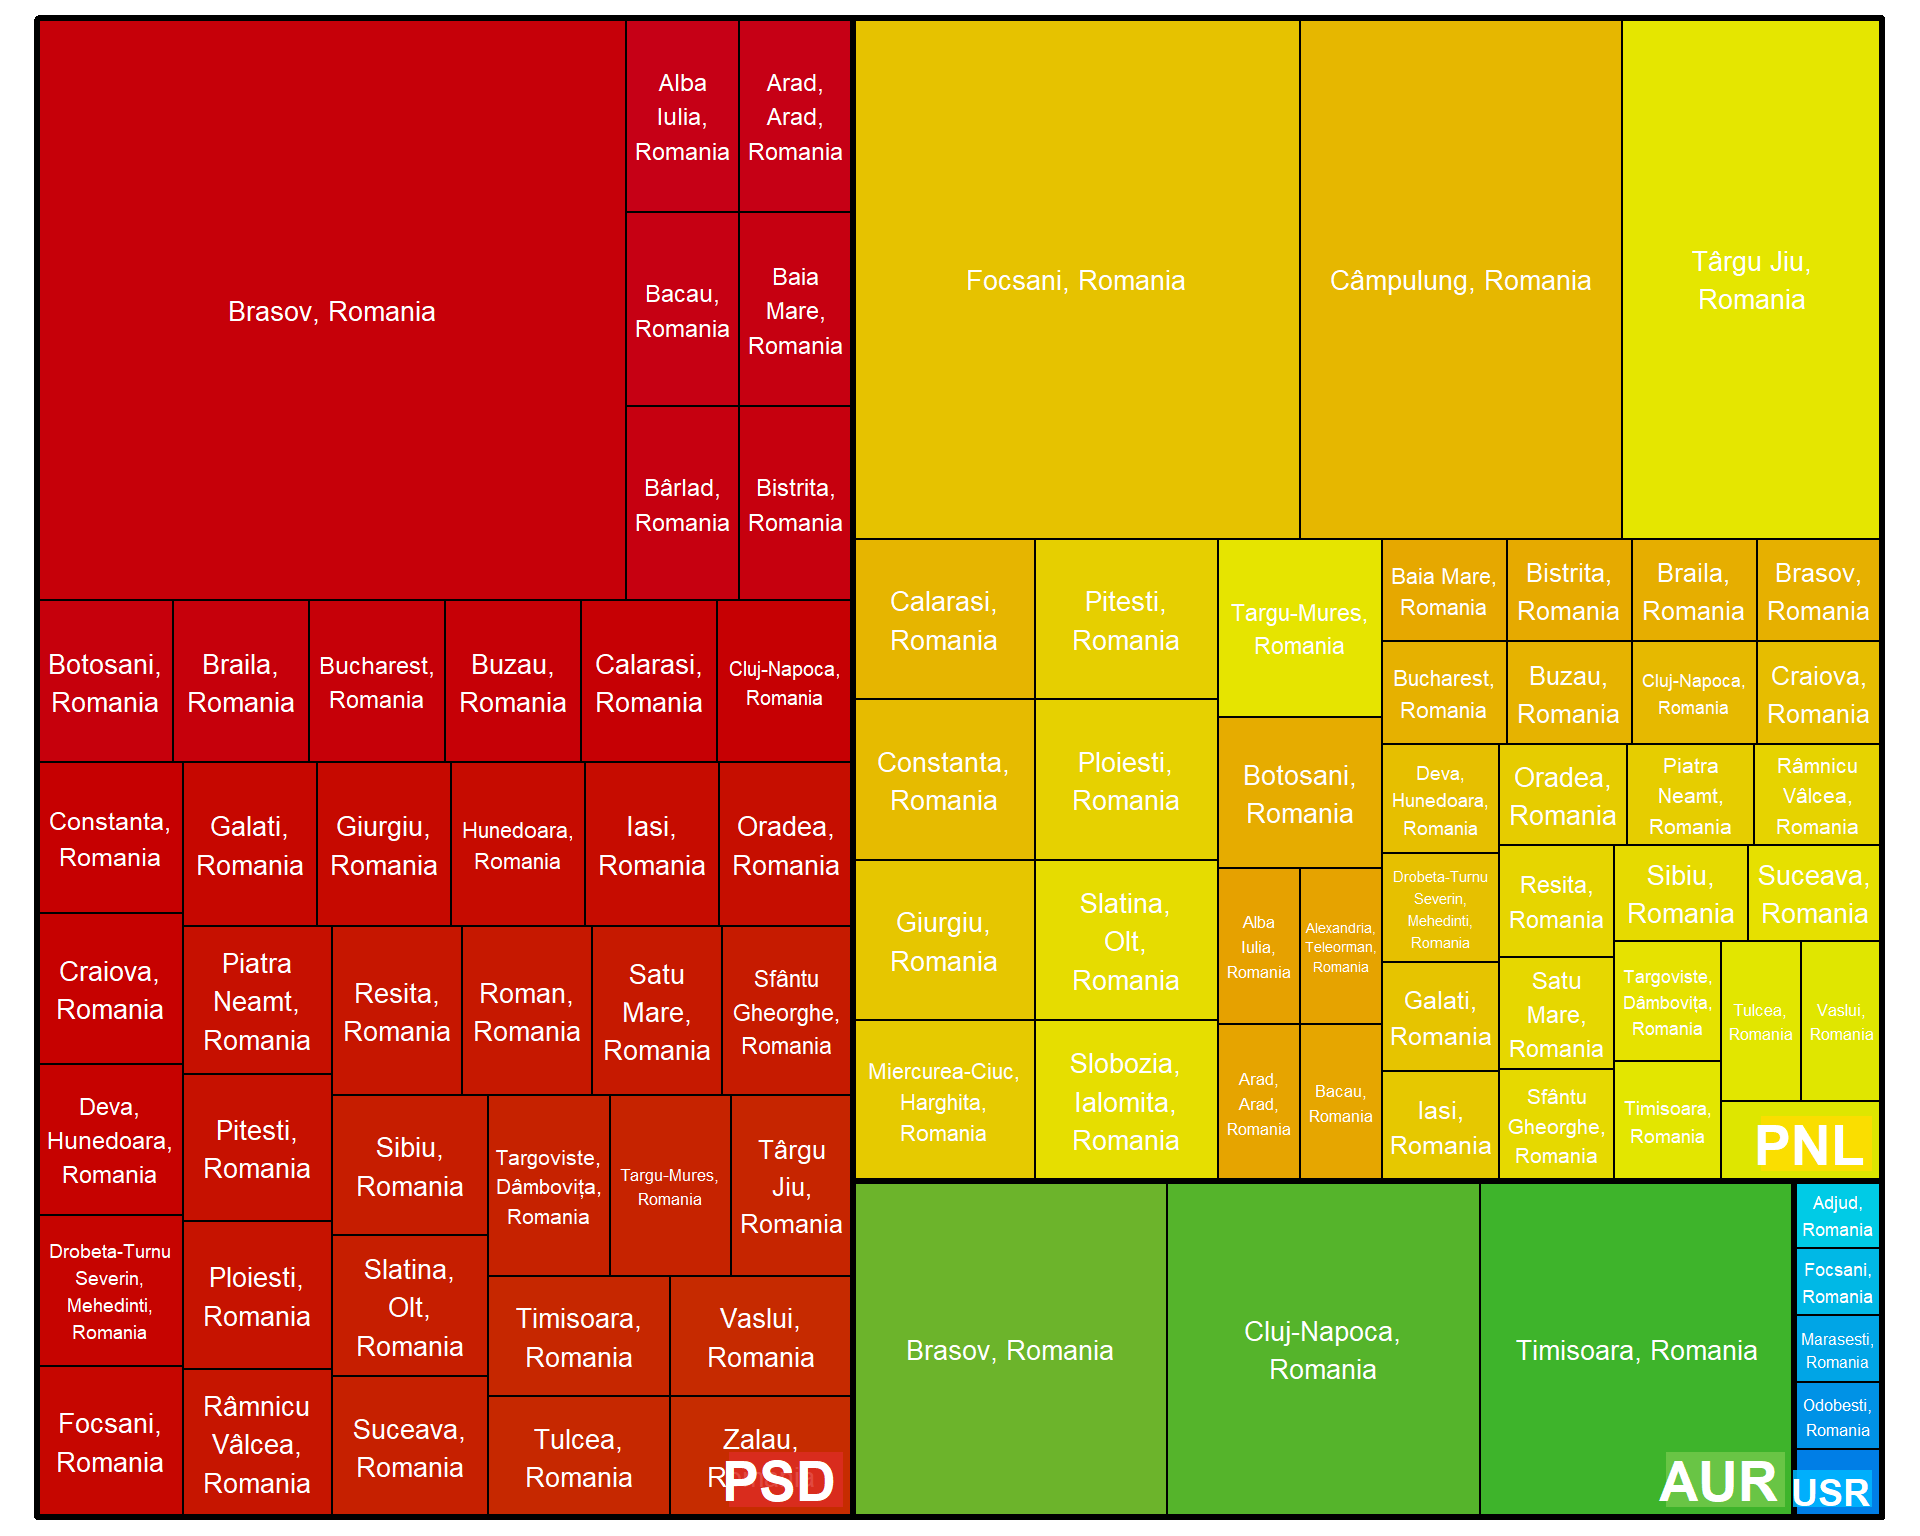 Brasov, Romania
Alba
Iulia,
Romania
Arad,
Arad,
Romania
Bacau,
Romania
Baia
Mare,
Romania
Bârlad,
Romania
Bistrita,
Romania
Botosani,
Romania
Braila,
Romania
Bucharest,
Romania
Buzau,
Romania
Calarasi,
Romania
Cluj-Napoca,
Romania
Constanta,
Romania
Galati,
Romania
Giurgiu,
Romania
Hunedoara,
Romania
Iasi,
Romania
Oradea,
Romania
Craiova,
Romania
Piatra
Neamt,
Romania
Resita,
Romania
Roman,
Romania
Satu
Mare,
Romania
Sfântu
Gheorghe,
Romania
Deva,
Hunedoara,
Romania
Pitesti,
Romania
Sibiu,
Romania
Targoviste,
Dâmbovița,
Romania
Targu-Mures,
Romania
Târgu
Jiu,
Romania
Drobeta-Turnu
Severin,
Mehedinti,
Romania
Ploiesti,
Romania
Slatina,
Olt,
Romania
Timisoara,
Romania
Vaslui,
Romania
Focsani,
Romania
Râmnicu
Vâlcea,
Romania
Suceava,
Romania
Tulcea,
Romania
Zalau,
Romania
PSD
Focsani, Romania
Câmpulung, Romania
Târgu Jiu,
Romania
Calarasi,
Romania
Pitesti,
Romania
Targu-Mures,
Romania
Baia Mare,
Romania
Bistrita,
Romania
Braila,
Romania
Brasov,
Romania
Bucharest,
Romania
Buzau,
Romania
Cluj-Napoca,
Romania
Craiova,
Romania
Constanta,
Romania
Ploiesti,
Romania
Botosani,
Romania
Deva,
Hunedoara,
Romania
Oradea,
Romania
Piatra
Neamt,
Romania
Râmnicu
Vâlcea,
Romania
Giurgiu,
Romania
Slatina,
Olt,
Romania
Alba
Iulia,
Romania
Alexandria,
Teleorman,
Romania
Drobeta-Turnu
Severin,
Mehedinti,
Romania
Resita,
Romania
Sibiu,
Romania
Suceava,
Romania
Galati,
Romania
Satu
Mare,
Romania
Targoviste,
Dâmbovița,
Romania
Tulcea,
Romania
Vaslui,
Romania
Miercurea-Ciuc,
Harghita,
Romania
Slobozia,
Ialomita,
Romania
Arad,
Arad,
Romania
Bacau,
Romania
Iasi,
Romania
Sfântu
Gheorghe,
Romania
Timisoara,
Romania
PNL
Brasov, Romania
Cluj-Napoca,
Romania
Timisoara, Romania
AUR
Adjud,
Romania
Focsani,
Romania
Marasesti,
Romania
Odobesti,
Romania
USR